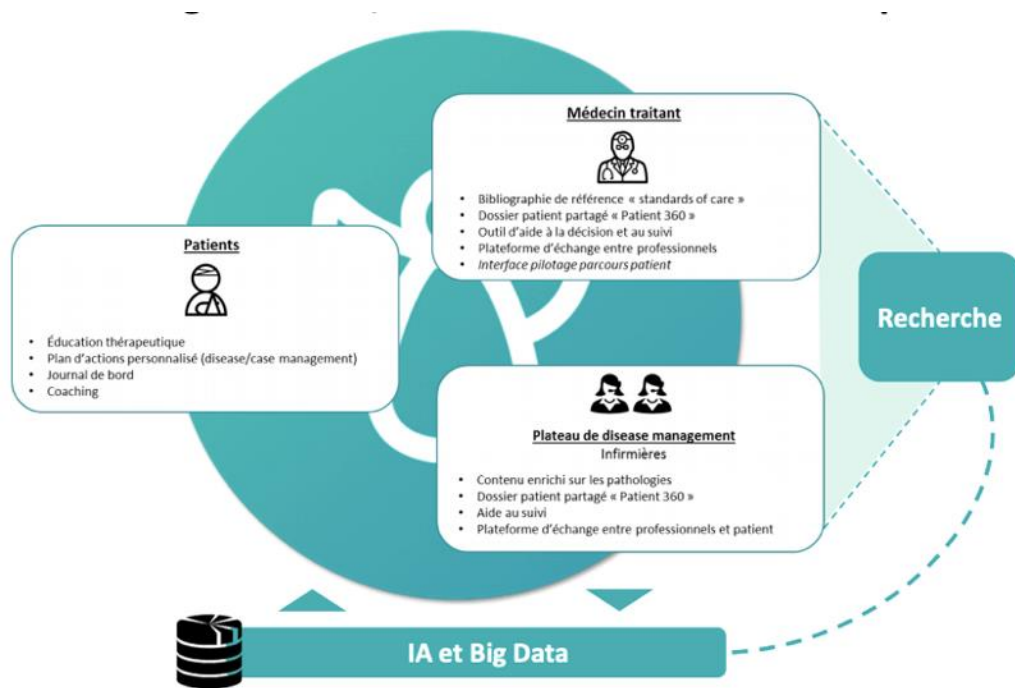 Patients
• Éducation thérapeutique
• Plan d'actions personnalisé (disease/case management)
• Journal de bord
• Coaching
Médecin traitant
• Bibliographie de référence « standards of care »
• Dossier patient partagé « Patient 360 »
• Outil d'aide à la décision et au suivi
• Plateforme d'échange entre professionnels
• Interface pilotage parcours patient
Plateau de disease management
Infirmières
• Contenu enrichi sur les pathologies
• Dossier patient partagé « Patient 360 »
• Aide au suivi
• Plateforme d'échange entre professionnels et patient
Recherche
IA et Big Data